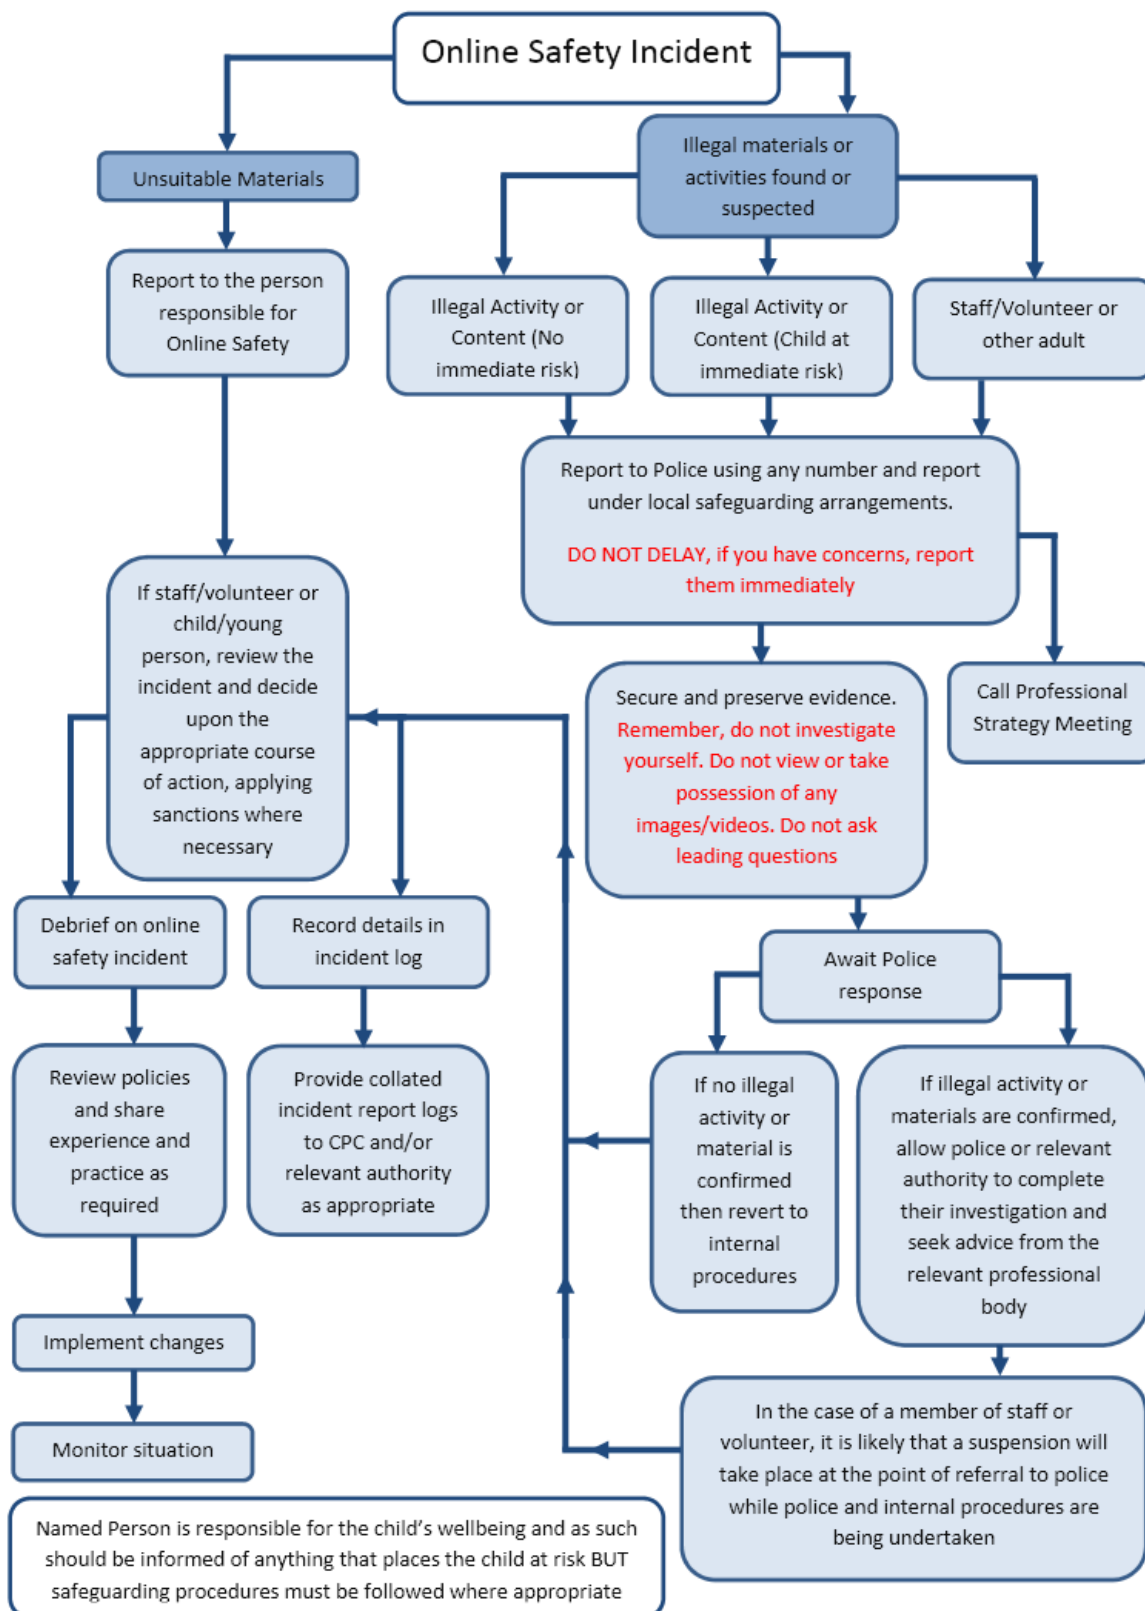 Online Safety Incident
Unsuitable Materials
Illegal materials or
activities found or
suspected
Report to the person
responsible for
Online Safety
Illegal Activity or
Content (No
immediate risk)
Illegal Activity or
Content (Child at
immediate risk)
Staff/Volunteer or
other adult
Report to Police using any number and report
under local safeguarding arrangements.
DO NOT DELAY, if you have concerns, report
them immediately
If staff/volunteer or
child/young
person, review the
incident and decide
upon the
appropriate course
of action, applying
sanctions where
necessary
Secure and preserve evidence.
Remember, do not investigate
yourself. Do not view or take
possession of any
images/videos. Do not ask
leading questions
Call Professional
Strategy Meeting
Debrief on online
safety incident
Record details in
incident log
Await Police
response
Review policies
and share
experience and
practice as
required
Provide collated
incident report logs
to CPC and/or
relevant authority
as appropriate
If no illegal
activity or
material is
confirmed
then revert to
internal
procedures
If illegal activity or
materials are confirmed,
allow police or relevant
authority to complete
their investigation and
seek advice from the
relevant professional
body
Implement changes
Monitor situation
In the case of a member of staff or
volunteer, it is likely that a suspension will
take place at the point of referral to police
while police and internal procedures are
being undertaken
Named Person is responsible for the child's wellbeing and as such
should be informed of anything that places the child at risk BUT
safeguarding procedures must be followed where appropriate